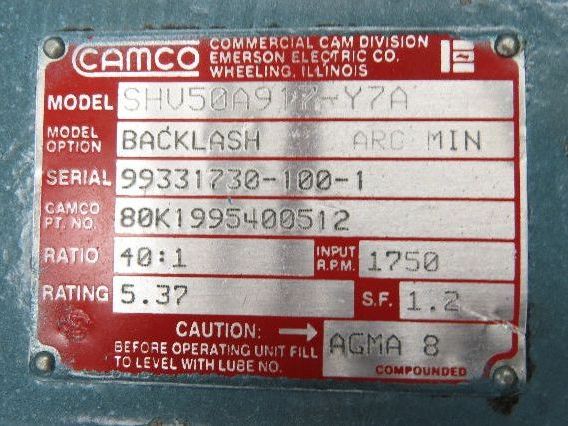 CAMCO COMMERCIAL CAM DIVISION
EMERSON ELECTRIC CO.
WHEELING, ILLINOIS
MODEL
MODEL OPTION BACKLASH ARC MIN
SERIAL 99331730-100-1
CAMCO PT. NO. 80K1995400512
RATIO 40:1 INPUT R.P.M. 1750
RATING 5.37 S.F. 1.2
CAUTION: →
BEFORE OPERATING UNIT FILL
TO LEVEL WITH LUBE NO. AGMA 8
COMPOUNDED